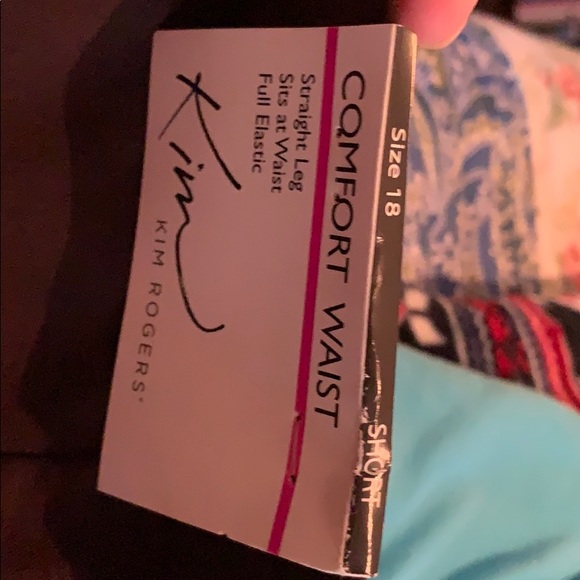 Size 18 SHORT
COMFORT WAIST
Straight Leg
Sits at Waist
Full Elastic
Kim
KIM ROGERS®